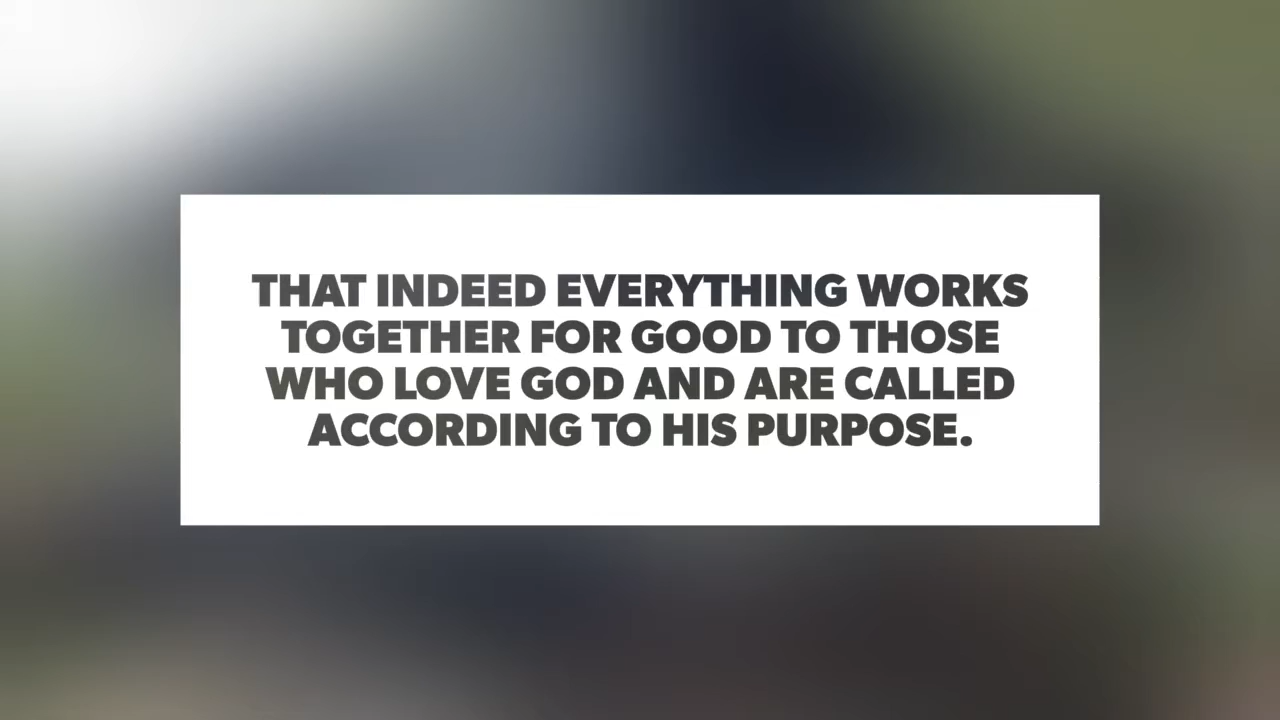 THAT INDEED EVERYTHING WORKS
TOGETHER FOR GOOD TO THOSE
WHO LOVE GOD AND ARE CALLED
ACCORDING TO HIS PURPOSE.